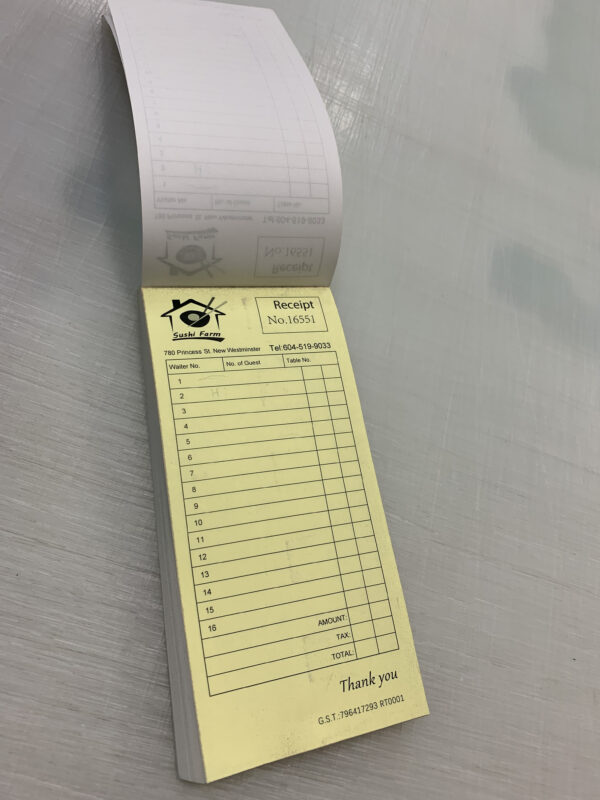 Sushi Farm
Receipt
No.16551
780 Princess St. New Westminster Tel:604-519-9033
Waiter No. No. of Guest Table No.
1
2
3
4
5
6
7
8
9
10
11
12
13
14
15
16
AMOUNT:
TAX:
TOTAL:
Thank you
G.S.T.:796417293 RT0001